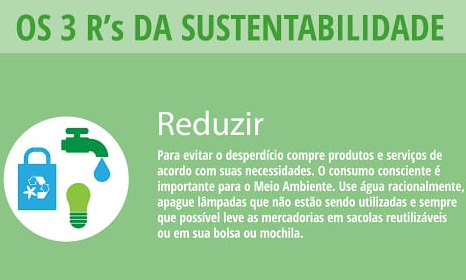 OS 3 R's DA SUSTENTABILIDADE
Reduzir
Para evitar o desperdício compre produtos e serviços de
acordo com suas necesidades. O consumo consciente é
importante para o Meio Ambiente. Use água racionalmente,
apague lâmpadas que não estão sendo utilizadas e sempre
que possível leve as mercadorias em sacolas reutilizáveis
ou em sua bolsa ou mochila.